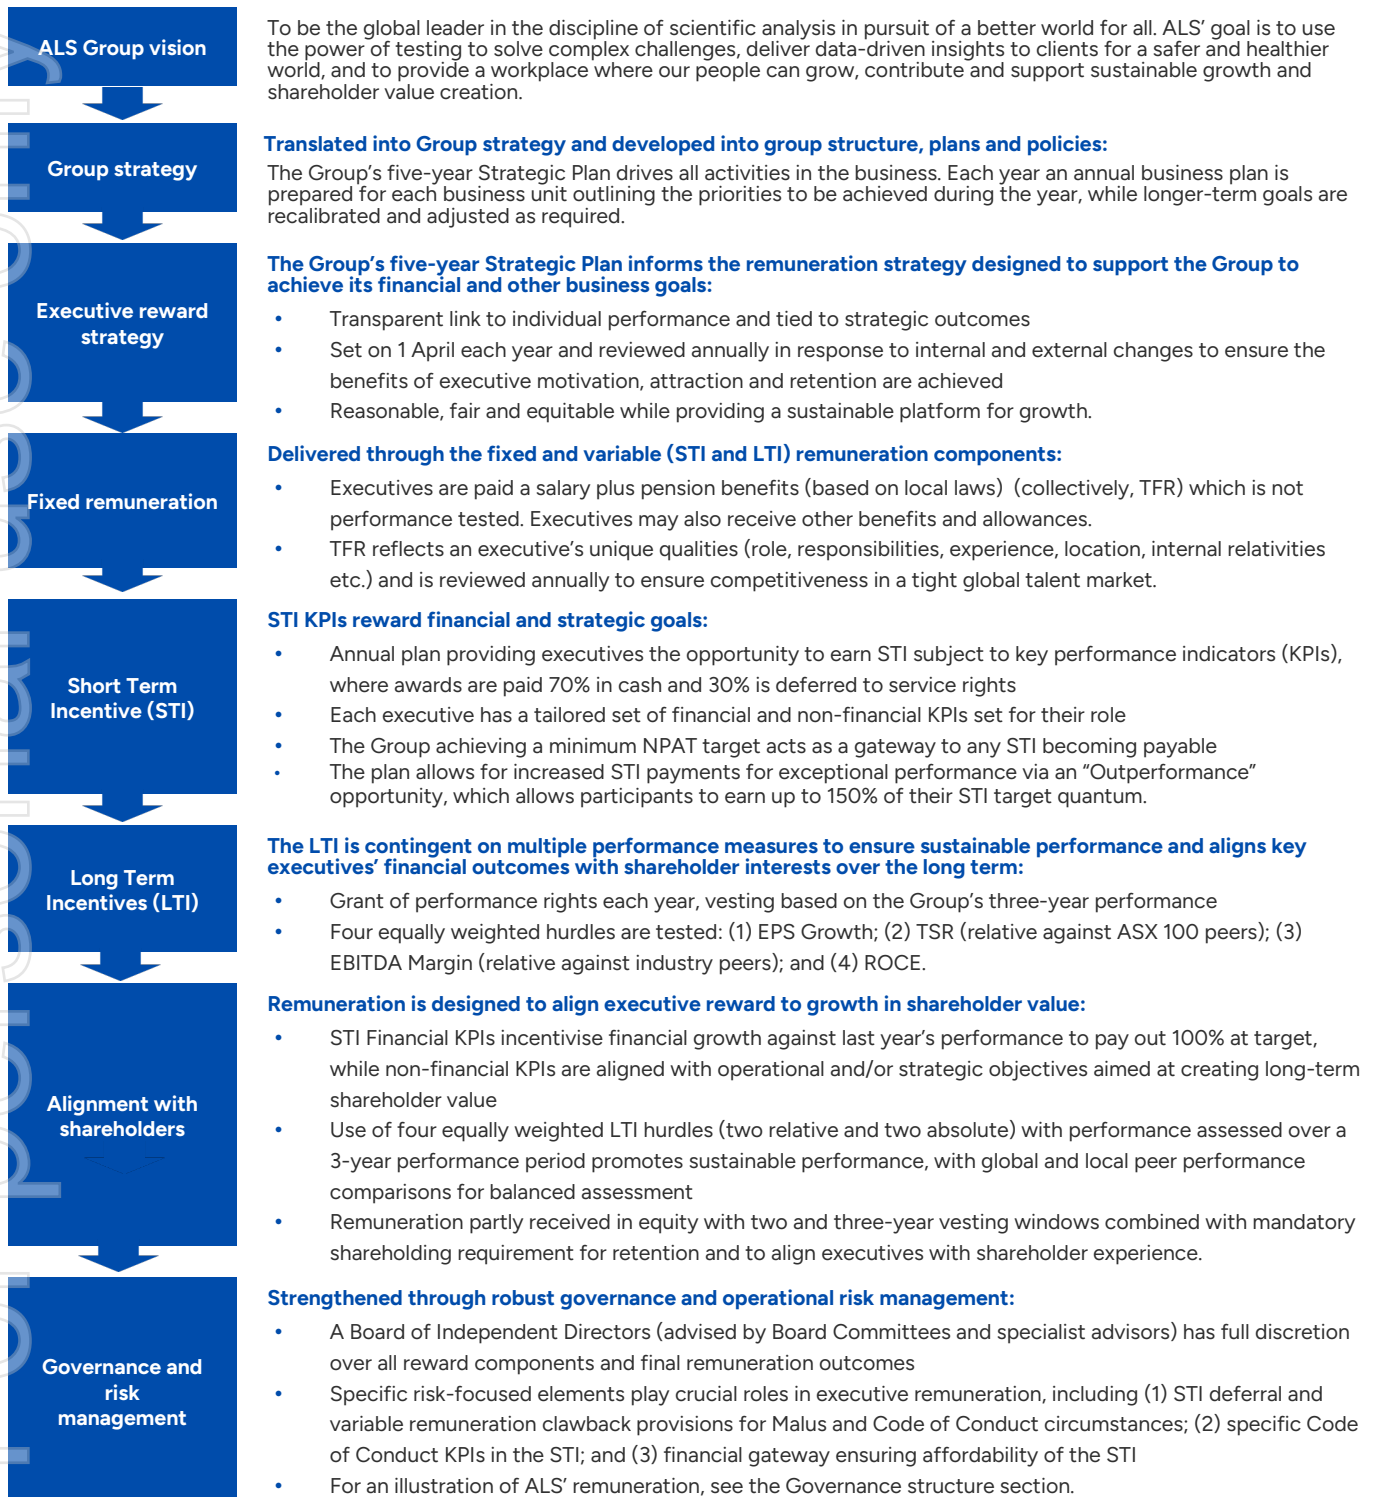 ALS Group vision
To be the global leader in the discipline of scientific analysis in pursuit of a better world for all. ALS’ goal is to use
the power of testing to solve complex challenges, deliver data-driven insights to clients for a safer and healthier
world, and to provide a workplace where our people can grow, contribute and support sustainable growth and
shareholder value creation.
Group strategy
Translated into Group strategy and developed into group structure, plans and policies:
The Group’s five-year Strategic Plan drives all activities in the business. Each year an annual business plan is
prepared for each business unit outlining the priorities to be achieved during the year, while longer-term goals are
recalibrated and adjusted as required.
Executive reward
strategy
The Group’s five-year Strategic Plan informs the remuneration strategy designed to support the Group to
achieve its financial and other business goals:
• Transparent link to individual performance and tied to strategic outcomes
• Set on 1 April each year and reviewed annually in response to internal and external changes to ensure the
benefits of executive motivation, attraction and retention are achieved
• Reasonable, fair and equitable while providing a sustainable platform for growth.
Fixed remuneration
Delivered through the fixed and variable (STI and LTI) remuneration components:
• Executives are paid a salary plus pension benefits (based on local laws) (collectively, TFR) which is not
performance tested. Executives may also receive other benefits and allowances.
• TFR reflects an executive’s unique qualities (role, responsibilities, experience, location, internal relativities
etc.) and is reviewed annually to ensure competitiveness in a tight global talent market.
Short Term
Incentive (STI)
STI KPIs reward financial and strategic goals:
• Annual plan providing executives the opportunity to earn STI subject to key performance indicators (KPIs),
where awards are paid 70% in cash and 30% is deferred to service rights
• Each executive has a tailored set of financial and non-financial KPIs set for their role
• The Group achieving a minimum NPAT target acts as a gateway to any STI becoming payable
• The plan allows for increased STI payments for exceptional performance via an “Outperformance”
opportunity, which allows participants to earn up to 150% of their STI target quantum.
Long Term
Incentives (LTI)
The LTI is contingent on multiple performance measures to ensure sustainable performance and aligns key
executives’ financial outcomes with shareholder interests over the long term:
• Grant of performance rights each year, vesting based on the Group’s three-year performance
• Four equally weighted hurdles are tested: (1) EPS Growth; (2) TSR (relative against ASX 100 peers); (3)
EBITDA Margin (relative against industry peers); and (4) ROCE.
Alignment with
shareholders
Remuneration is designed to align executive reward to growth in shareholder value:
• STI Financial KPIs incentivise financial growth against last year’s performance to pay out 100% at target,
while non-financial KPIs are aligned with operational and/or strategic objectives aimed at creating long-term
shareholder value
• Use of four equally weighted LTI hurdles (two relative and two absolute) with performance assessed over a
3-year performance period promotes sustainable performance, with global and local peer performance
comparisons for balanced assessment
• Remuneration partly received in equity with two and three-year vesting windows combined with mandatory
shareholding requirement for retention and to align executives with shareholder experience.
Governance and
risk
management
Strengthened through robust governance and operational risk management:
• A Board of Independent Directors (advised by Board Committees and specialist advisors) has full discretion
over all reward components and final remuneration outcomes
• Specific risk-focused elements play crucial roles in executive remuneration, including (1) STI deferral and
variable remuneration clawback provisions for Malus and Code of Conduct circumstances; (2) specific Code
of Conduct KPIs in the STI; and (3) financial gateway ensuring affordability of the STI
• For an illustration of ALS’ remuneration, see the Governance structure section.